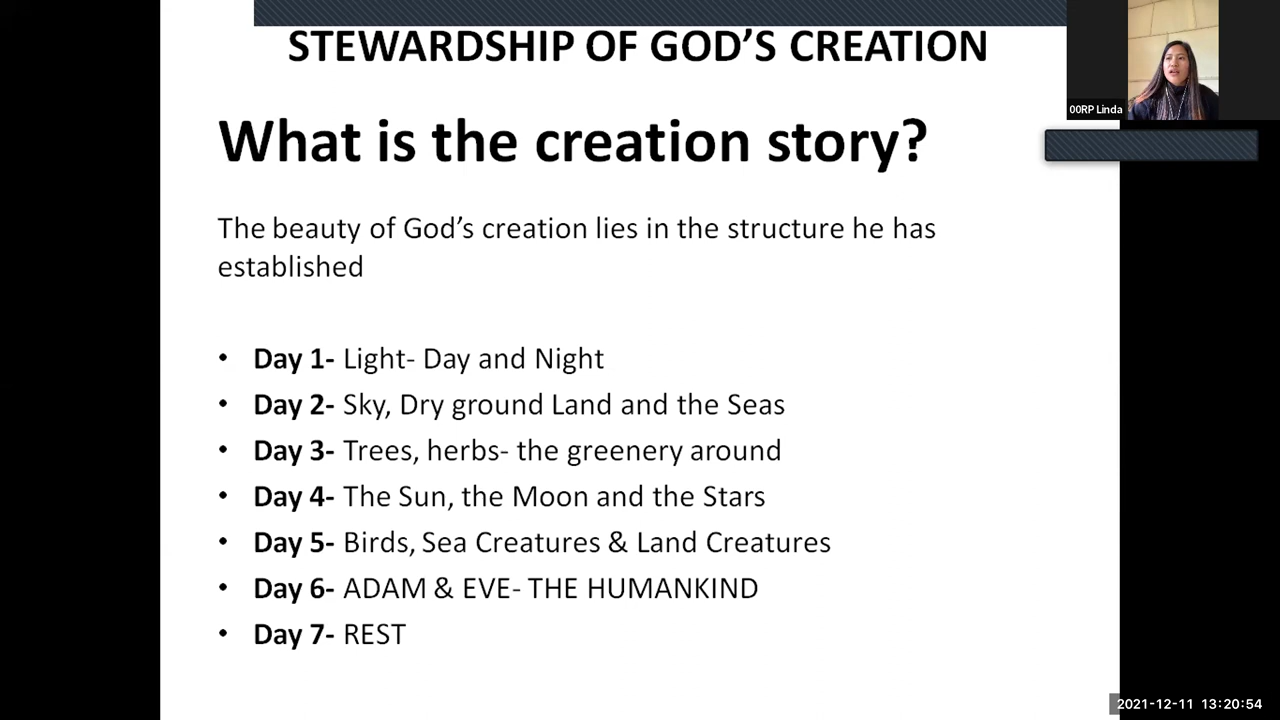 STEWARDSHIP OF GOD’S CREATION
00RP Linda
What is the creation story?
The beauty of God’s creation lies in the structure he has
established
• Day 1- Light- Day and Night
• Day 2- Sky, Dry ground Land and the Seas
• Day 3- Trees, herbs- the greenery around
• Day 4- The Sun, the Moon and the Stars
• Day 5- Birds, Sea Creatures & Land Creatures
• Day 6- ADAM & EVE- THE HUMANKIND
• Day 7- REST
2021-12-11 13:20:54